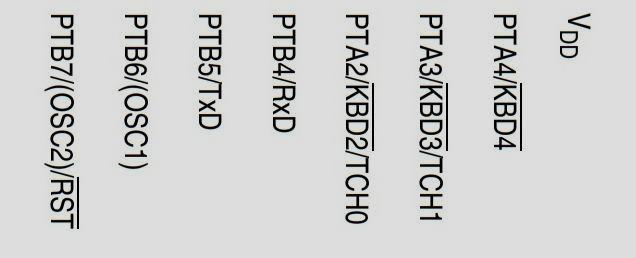 VDD
PTA4/KBD4
PTA3/KBD3/TCH1
PTA2/KBD2/TCH0
PTB4/RxD
PTB5/TxD
PTB6/(OSC1)
PTB7/(OSC2)/RST